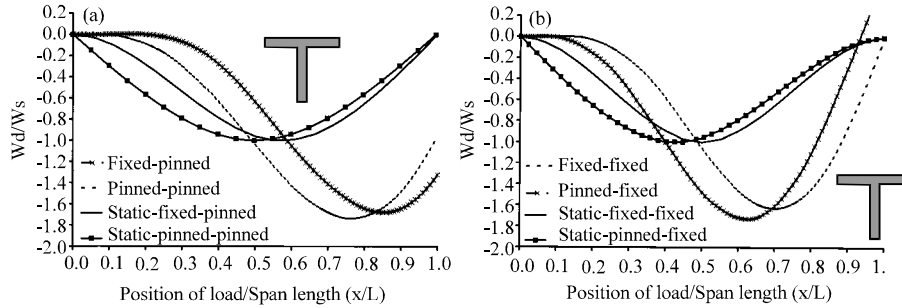 (a)
0.0
-0.2
-0.4
-0.6
-0.8
-1.0
-1.2
-1.4
-1.6
-1.8
-2.0
Wd/Ws
Fixed-pinned
Pinned-pinned
Static-fixed-pinned
Static-pinned-pinned
0.0 0.1 0.2 0.3 0.4 0.5 0.6 0.7 0.8 0.9 1.0
Position of load/Span length (x/L)
(b)
0.2
0.0
-0.2
-0.4
-0.6
-0.8
-1.0
-1.2
-1.4
-1.6
-1.8
-2.0
Wd/Ws
Fixed-fixed
Pinned-fixed
Static-fixed-fixed
Static-pinned-fixed
0.0 0.1 0.2 0.3 0.4 0.5 0.6 0.7 0.8 0.9 1.0
Position of load/Span length (x/L)